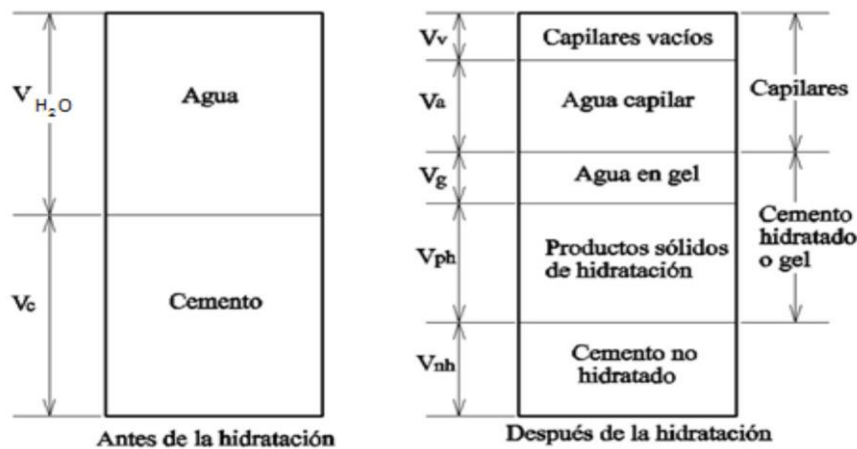 V H₂O
Agua
Vc
Cemento
Antes de la hidratación
Vv
Capilares vacíos
Va
Agua capilar
Capilares
Vg
Agua en gel
Vph
Productos sólidos
de hidratación
Cemento
hidratado
o gel
Vnh
Cemento no
hidratado
Después de la hidratación